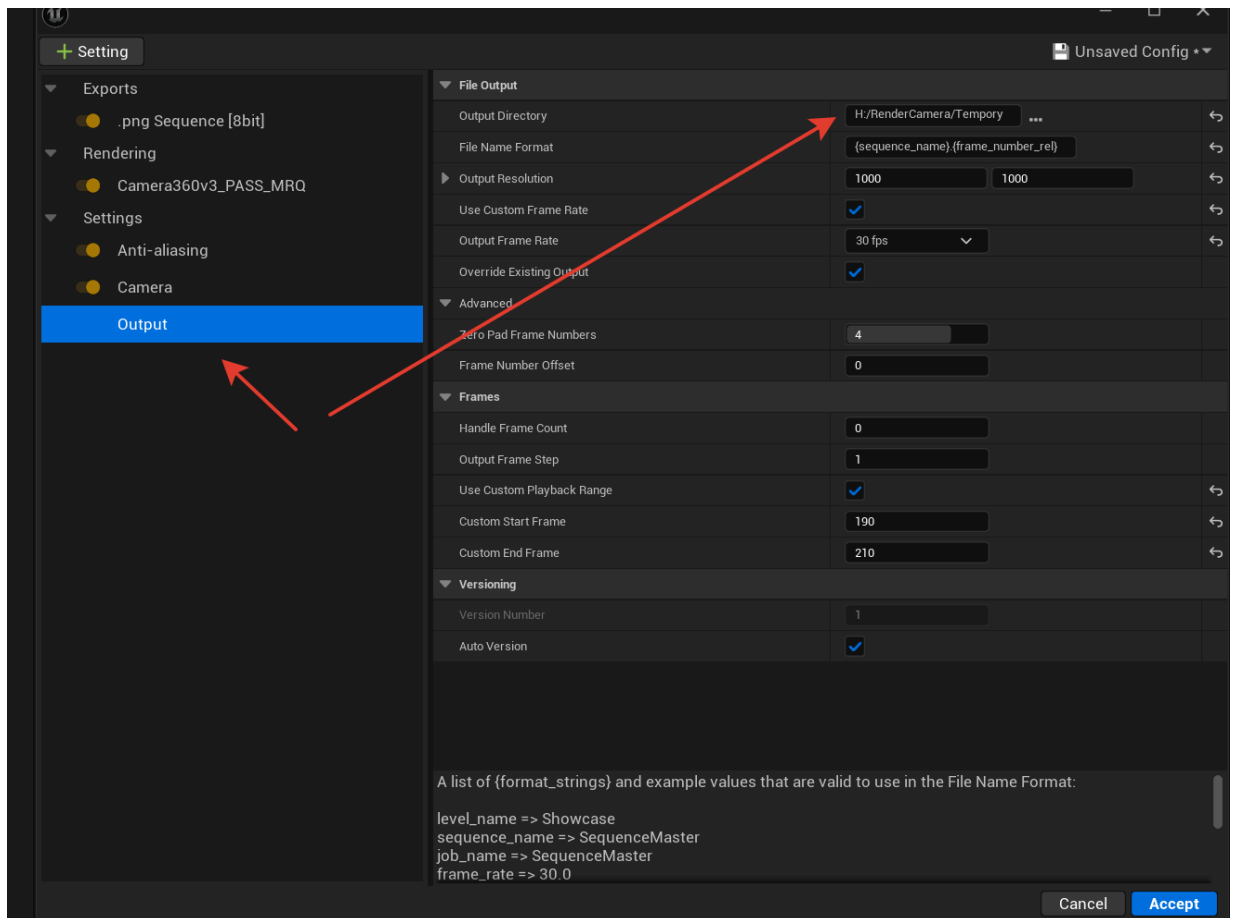 + Setting
Unsaved Config *
Exports
.png Sequence [8bit]
Rendering
Camera360v3_PASS_MRQ
Settings
Anti-aliasing
Camera
Output
File Output
Output Directory H:/RenderCamera/Tempory ...
File Name Format {sequence_name}.{frame_number_rel}
Output Resolution 1000 1000
Use Custom Frame Rate
Output Frame Rate 30 fps
Override Existing Output
Advanced
Zero Pad Frame Numbers 4
Frame Number Offset 0
Frames
Handle Frame Count 0
Output Frame Step 1
Use Custom Playback Range
Custom Start Frame 190
Custom End Frame 210
Versioning
Version Number 1
Auto Version
A list of {format_strings} and example values that are valid to use in the File Name Format:
level_name => Showcase
sequence_name => SequenceMaster
job_name => SequenceMaster
frame_rate => 30.0
Cancel Accept